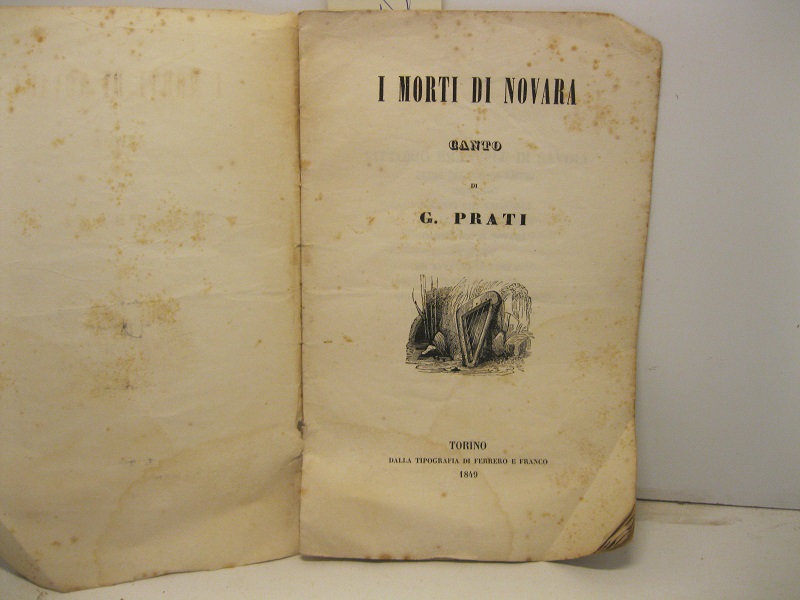 I MORTI DI NOVARA
CANTO
DI
G. PRATI
TORINO
DALLA TIPOGRAFIA DI FERRERO E FRANCO
1849